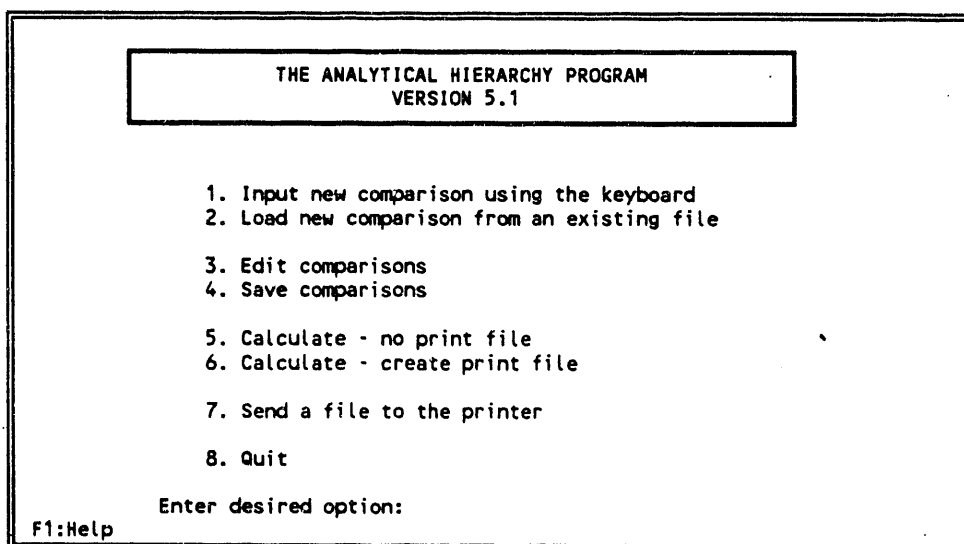 THE ANALYTICAL HIERARCHY PROGRAM
VERSION 5.1
1. Input new comparison using the keyboard
2. Load new comparison from an existing file
3. Edit comparisons
4. Save comparisons
5. Calculate - no print file
6. Calculate - create print file
7. Send a file to the printer
8. Quit
Enter desired option:
F1:Help